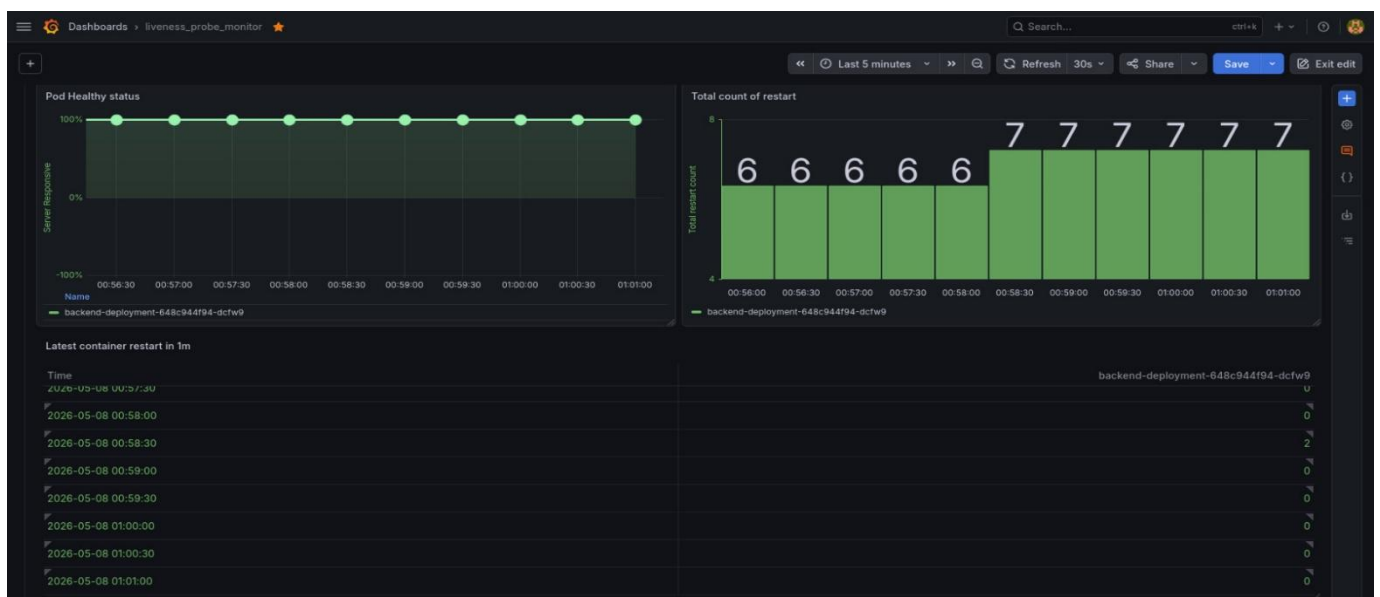 Dashboards › liveness_probe_monitor
Search... ctrl+k
Last 5 minutes Refresh 30s Share Save Exit edit
Pod Healthy status
100%
0%
-100%
Server Responsive
00:56:30 00:57:00 00:57:30 00:58:00 00:58:30 00:59:00 00:59:30 01:00:00 01:00:30 01:01:00
Name
backend-deployment-648c944f94-dcfw9
Total count of restart
8
4
Total restart count
6 6 6 6 6 7 7 7 7 7 7
00:56:00 00:56:30 00:57:00 00:57:30 00:58:00 00:58:30 00:59:00 00:59:30 01:00:00 01:00:30 01:01:00
backend-deployment-648c944f94-dcfw9
Latest container restart in 1m
Time backend-deployment-648c944f94-dcfw9
2026-05-08 00:57:30 0
2026-05-08 00:58:00 0
2026-05-08 00:58:30 2
2026-05-08 00:59:00 0
2026-05-08 00:59:30 0
2026-05-08 01:00:00 0
2026-05-08 01:00:30 0
2026-05-08 01:01:00 0